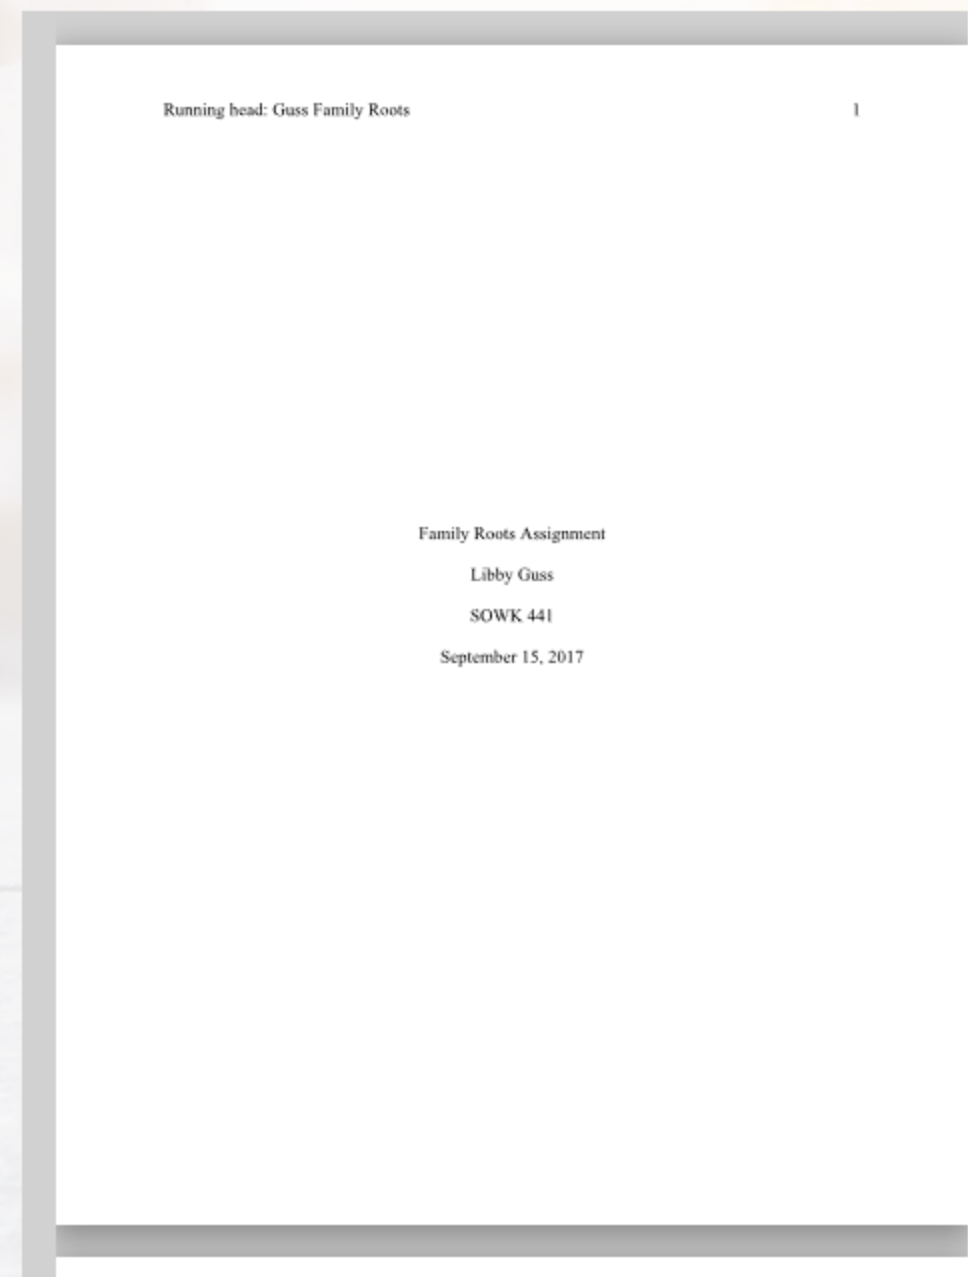 Running head: Guss Family Roots 1
Family Roots Assignment
Libby Guss
SOWK 441
September 15, 2017